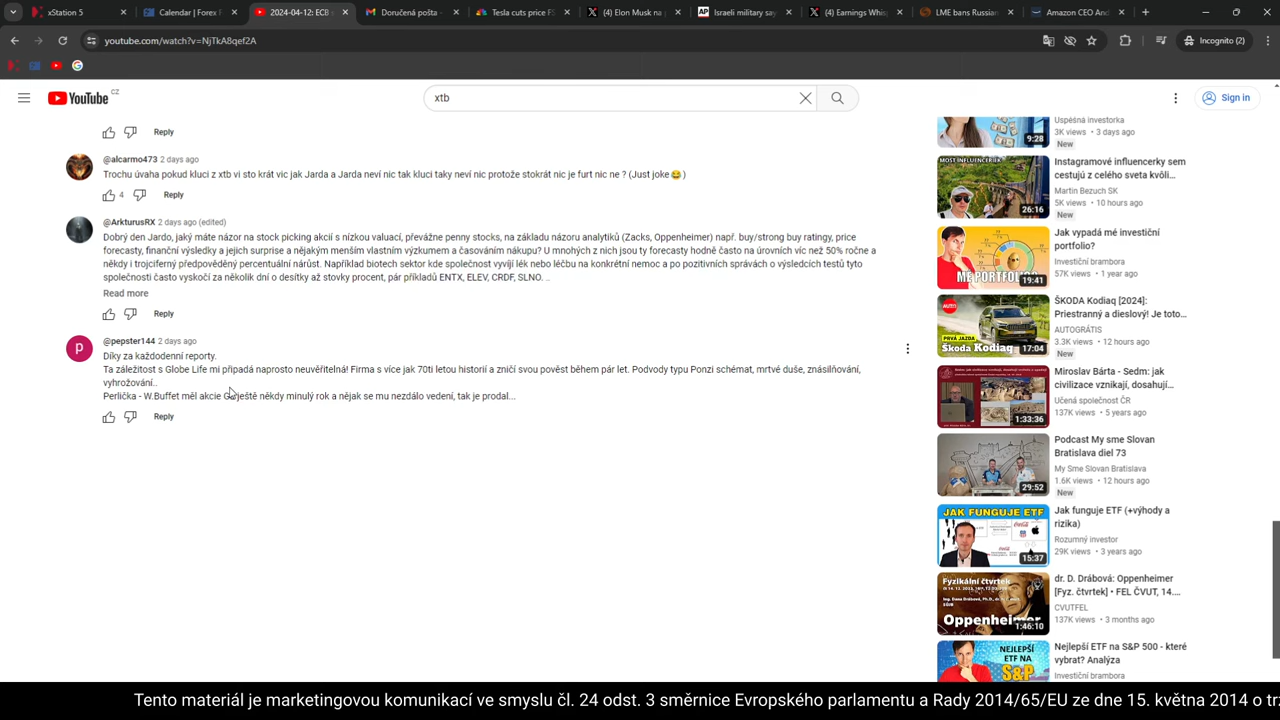 xStation 5
Calendar | Forex F
2024-04-12: ECB s
Doručená pošta -
Tesla cuts price FS
(4) Elon Musk na
Israeli military say
(4) Earnings Whis
LME bans Russian
Amazon CEO And
youtube.com/watch?v=NjTkA8qef2A
Incognito (2)
YouTube CZ
xtb
Sign in
Reply
@alcarmo473 2 days ago
Trochu úvaha pokud kluci z xtb vi sto krát vic jak Jarda a Jarda neví nic tak kluci taky neví nic protože stokrát nic je furt nic ne ? (Just joke😅)
4 Reply
@ArkturusRX 2 days ago (edited)
Dobrý den Jardo, jaký máte názor na stock picking akcií s nízkou valuací, převážne penny stocks, na základu názoru analytiků (Zacks, Oppenheimer) např. buy/strong buy ratingy, price
forecasty, finanční výsledky a jejich surprise a nějakým menším vlastním výzkumem a časováním nákupu? U podobných z nich jsou ty forecasty hodně často na úrovních víc než 50% ročně a
někdy i trojciferný předpověděný percentuální nárůst. Napřiklad biotech sektor kde společnost vyvíjí lék nebo léčbu na konkrétní nemoc a po pozitivních správách o výsledcích testů tyto
společnosti často vyskočí za několik dní o desítky až stovky procent, pár příkladů ENTX, ELEV, CRDF, SLNO.
Read more
Reply
P
@pepster144 2 days ago
Díky za každodenní reporty.
Ta záležitost s Globe Life mi připadá naprosto neuvěřitelná! Firma s více jak 70ti letou historií a zničí svou pověst během pár let. Podvody typu Ponzi schémat, mrtvé duše, znásilňování,
vyhrožování..
Perlička - W.Buffet měl akcie ještě někdy minulý rok a nějak se mu nezdálo vedení, tak je prodal...
Reply
9:28
Úspěšná investorka
3K views • 3 days ago
New
MOST INFLUENCEREK
26:16
Instagramové influencerky sem
cestujú z celého sveta kvôli...
Martin Bezuch SK
5K views • 10 hours ago
New
MÉ PORTFOLIO
19:41
Jak vypadá mé investiční
portfolio?
Investiční brambora
57K views • 1 year ago
AUTO
PRVÁ JAZDA
Škoda Kodiaq
17:04
ŠKODA Kodiaq [2024]:
Priestranný a dieslový! Je toto...
AUTOGRÁTIS
3.3K views • 12 hours ago
New
1:33:36
Miroslav Bárta - Sedm: jak
civilizace vznikají, dosahují...
Učená společnost ČR
137K views • 5 years ago
29:52
Podcast My sme Slovan
Bratislava diel 73
My Sme Slovan Bratislava
1.6K views • 12 hours ago
New
JAK FUNGUJE ETF
Coca-Cola
15:37
Jak funguje ETF (+výhody a
rizika)
Rozumný investor
29K views • 3 years ago
Fyzikální čtvrtek
Oppenheimer
1:46:10
dr. D. Drábová: Oppenheimer
[Fyz. čtvrtek] • FEL ČVUT, 14....
CVUTFEL
137K views • 3 months ago
NEJLEPŠÍ
ETF NA
S&P
Nejlepší ETF na S&P 500 - které
vybrat? Analýza
Investiční brambora
Tento materiál je marketingovou komunikací ve smyslu čl. 24 odst. 3 směrnice Evropského parlamentu a Rady 2014/65/EU ze dne 15. května 2014 o tr